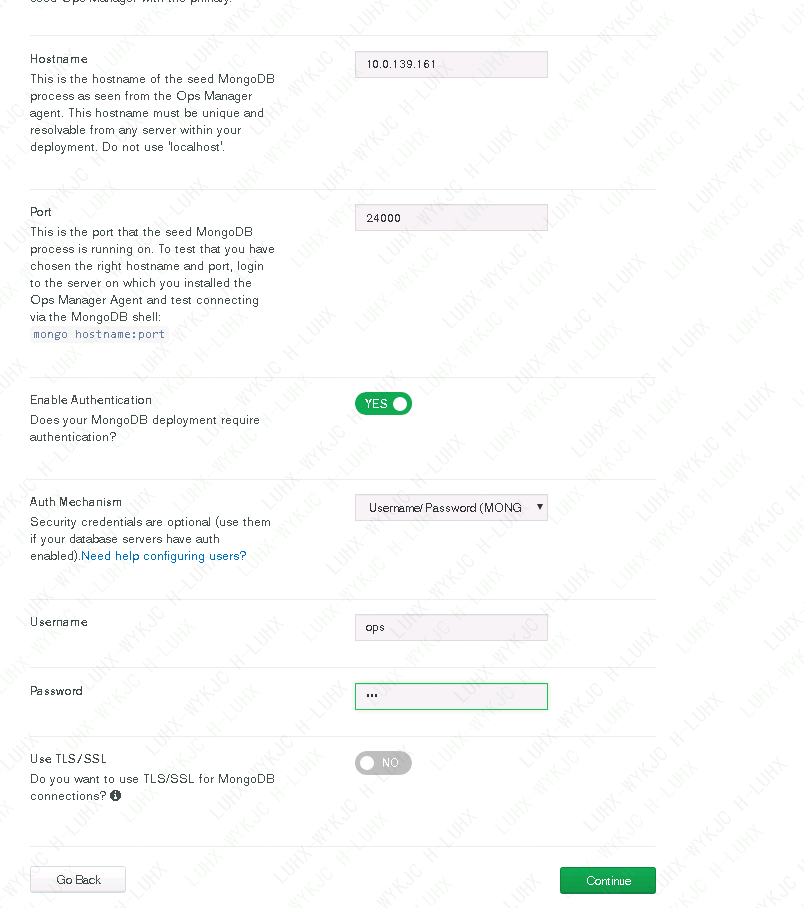 seed Ops Manager with the primary.
Hostname
This is the hostname of the seed MongoDB
process as seen from the Ops Manager
agent. This hostname must be unique and
resolvable from any server within your
deployment. Do not use 'localhost'.
10.0.139.161
Port
This is the port that the seed MongoDB
process is running on. To test that you have
chosen the right hostname and port, login
to the server on which you installed the
Ops Manager Agent and test connecting
via the MongoDB shell:
mongo hostname:port
24000
Enable Authentication
Does your MongoDB deployment require
authentication?
YES
Auth Mechanism
Security credentials are optional (use them
if your database servers have auth
enabled).Need help configuring users?
Username/Password (MONG
Username
ops
Password
•••
Use TLS/SSL
Do you want to use TLS/SSL for MongoDB
connections?
NO
Go Back
Continue